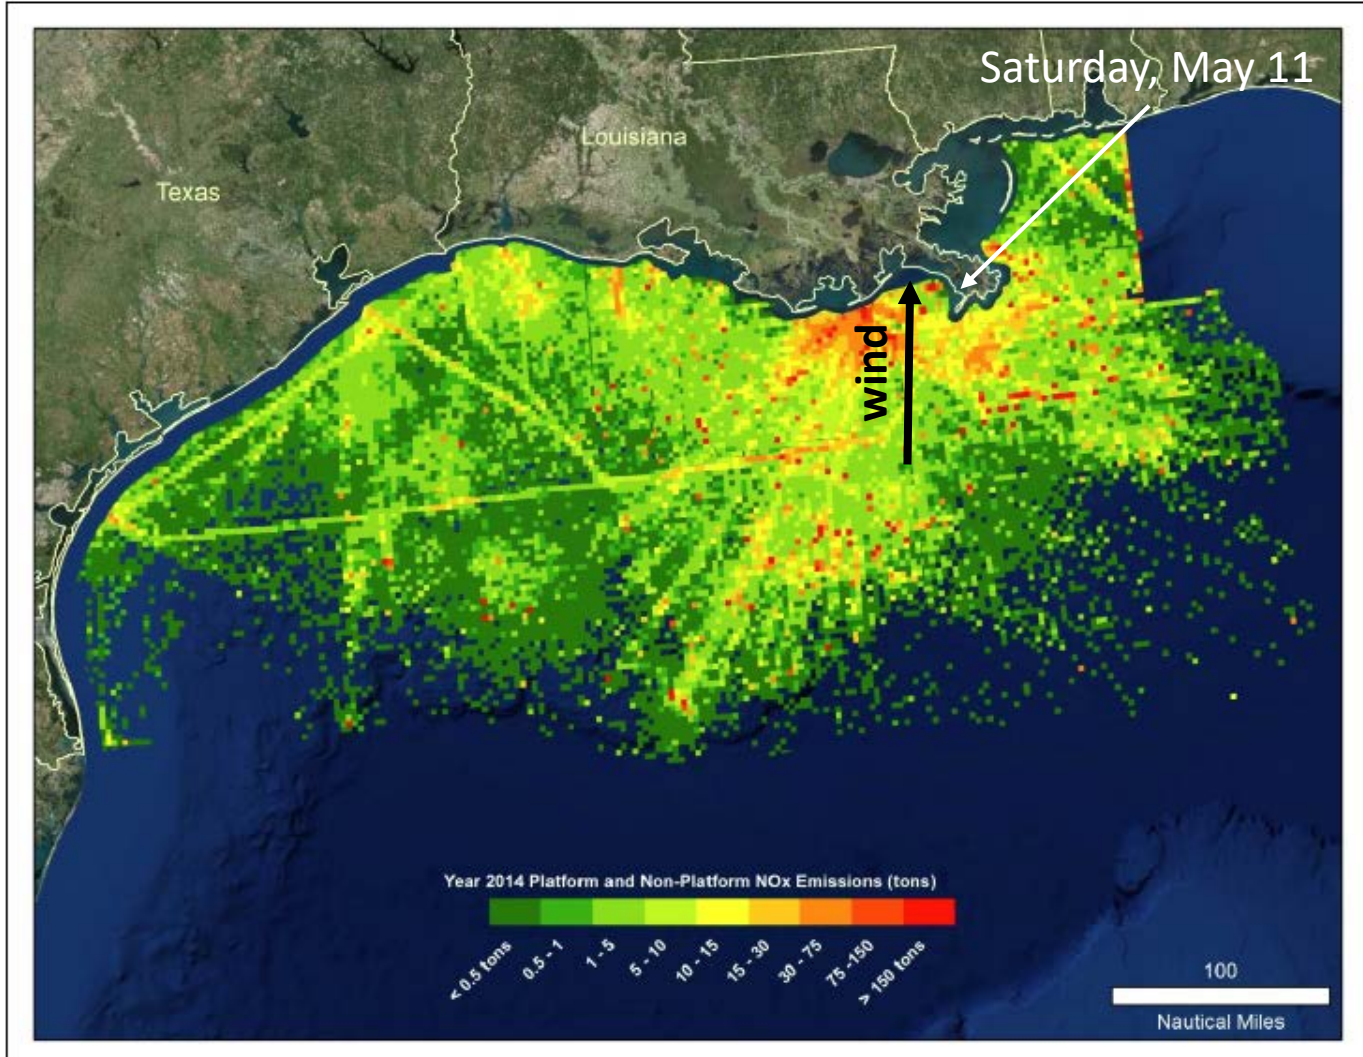 Saturday, May 11
Louisiana
Texas
wind
Year 2014 Platform and Non-Platform NOx Emissions (tons)
< 0.5 tons
0.5 - 1
1 - 5
5 - 10
10 - 15
15 - 30
30 - 75
75 -150
> 150 tons
100
Nautical Miles